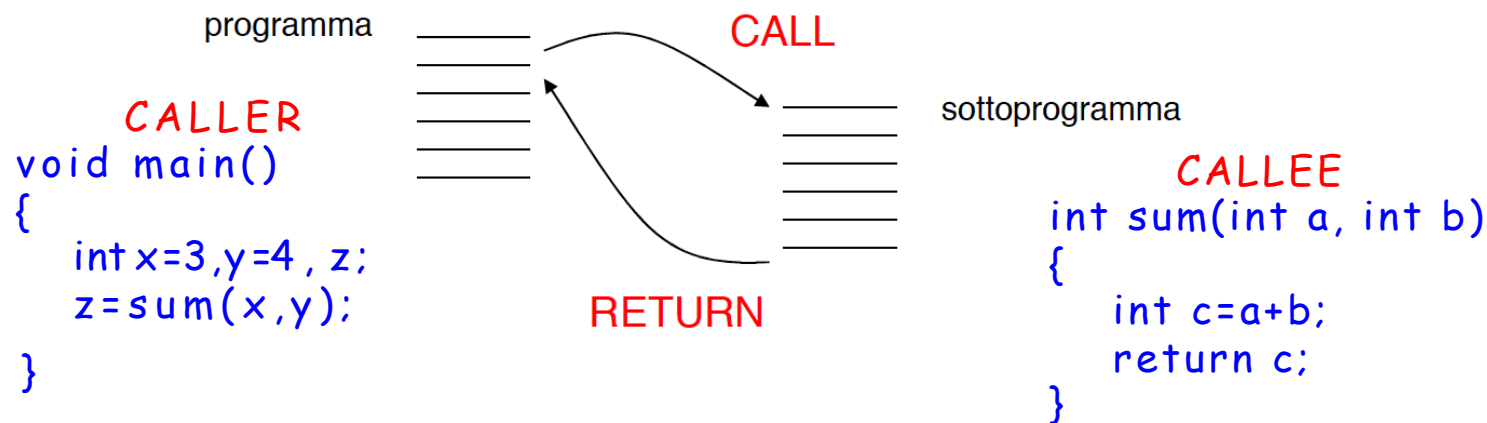 programma
CALL
CALLER
void main()
{
int x=3,y=4, z;
z=sum(x,y);
}
RETURN
sottoprogramma
CALLEE
int sum(int a, int b)
{
int c=a+b;
return c;
}